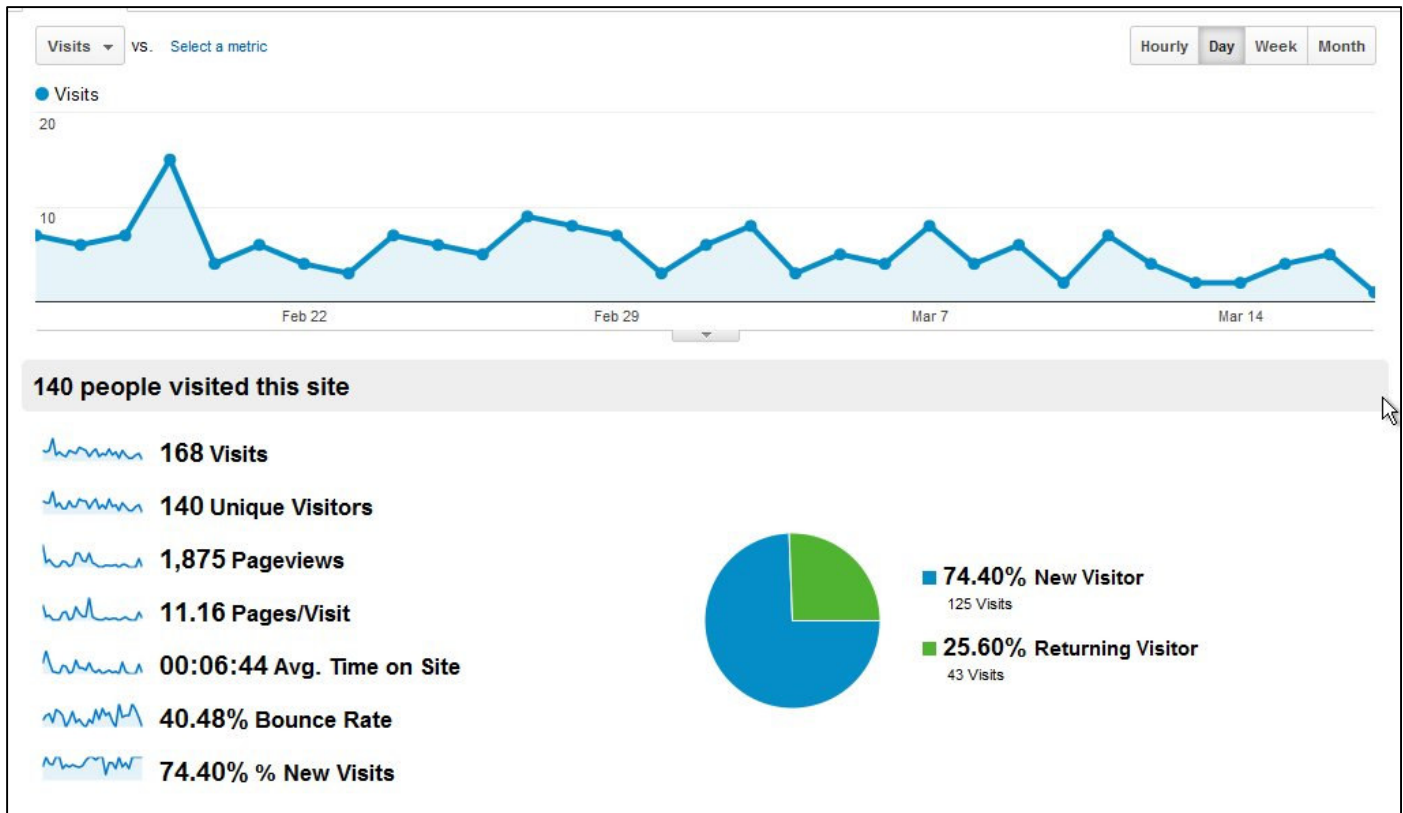 Visits vs. Select a metric Hourly Day Week Month
Visits
20
10
Feb 22 Feb 29 Mar 7 Mar 14
140 people visited this site
168 Visits
140 Unique Visitors
1,875 Pageviews
11.16 Pages/Visit
00:06:44 Avg. Time on Site
40.48% Bounce Rate
74.40% % New Visits
74.40% New Visitor
125 Visits
25.60% Returning Visitor
43 Visits